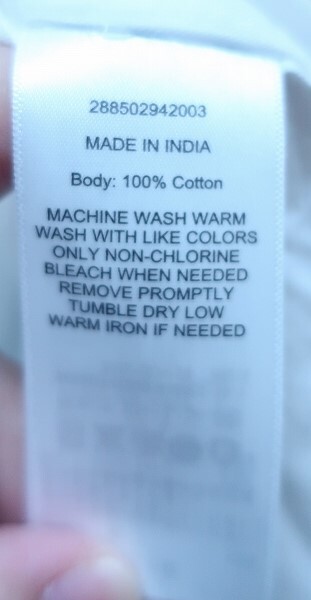 288502942003
MADE IN INDIA
Body: 100% Cotton
MACHINE WASH WARM
WASH WITH LIKE COLORS
ONLY NON-CHLORINE
BLEACH WHEN NEEDED
REMOVE PROMPTLY
TUMBLE DRY LOW
WARM IRON IF NEEDED